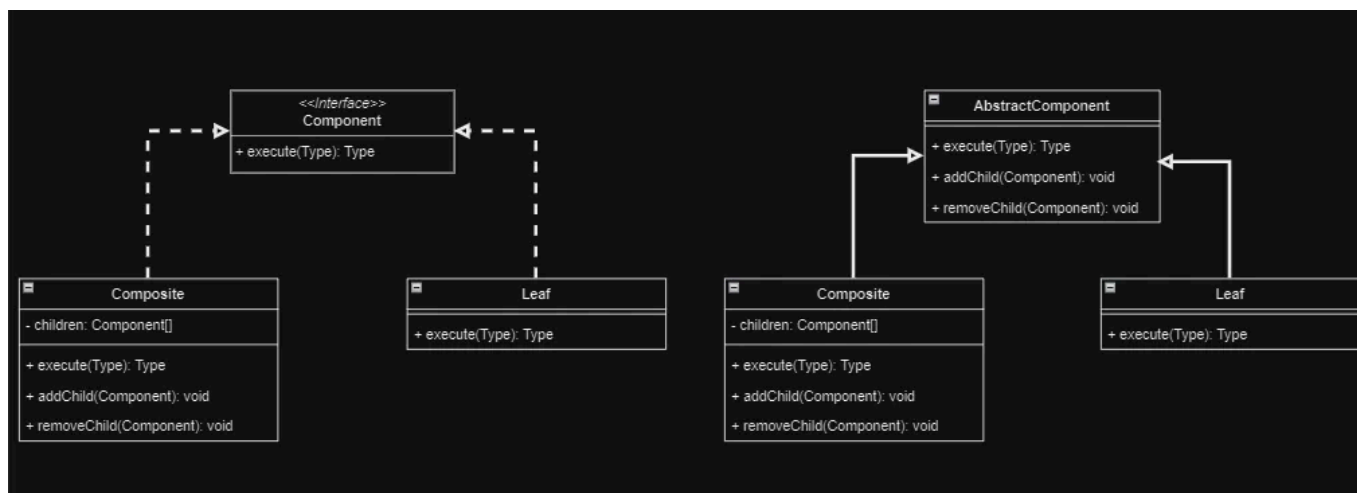 <<Interface>>
Component
+ execute(Type): Type
Composite
- children: Component[]
+ execute(Type): Type
+ addChild(Component): void
+ removeChild(Component): void
Leaf
+ execute(Type): Type
AbstractComponent
+ execute(Type): Type
+ addChild(Component): void
+ removeChild(Component): void
Composite
- children: Component[]
+ execute(Type): Type
+ addChild(Component): void
+ removeChild(Component): void
Leaf
+ execute(Type): Type